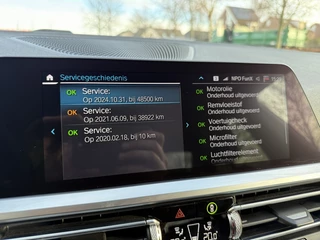 Servicegeschiedenis
NPO Fun8
OK Service:
Op 2024.10.31, bij 48500 km
OK Service:
Op 2021.06.09, bij 38922 km
OK Service:
Op 2020.02.18, bij 10 km
Motorolie
OK Onderhoud uitgevoerd
Remvloeistof
OK Onderhoud uitgevoerd
Voertuigcheck
OK Onderhoud uitgevoerd
Microfilter
OK Onderhoud uitgevoerd
Luchtfilterelement
OK